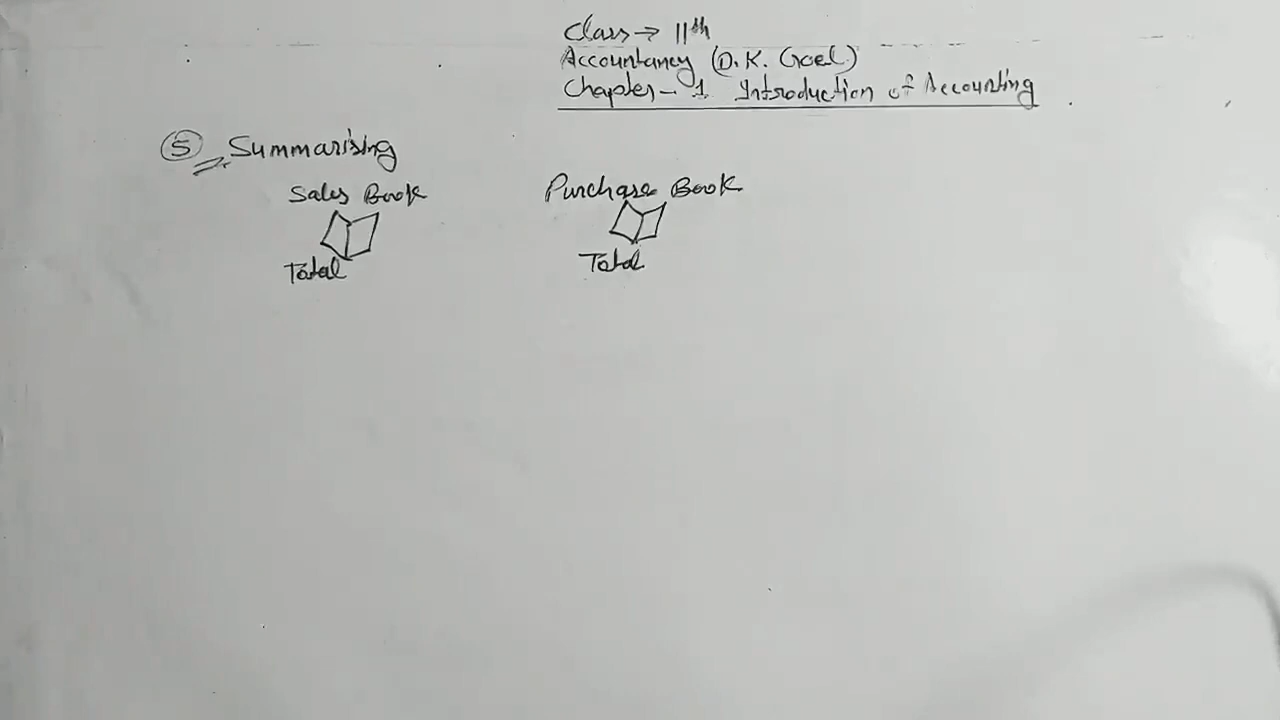 Class → 11th
Accountancy (D.K. Goel)
Chapter - 1 Introduction of Accounting
5 Summarising
Sales Book Purchase Book
Total Total